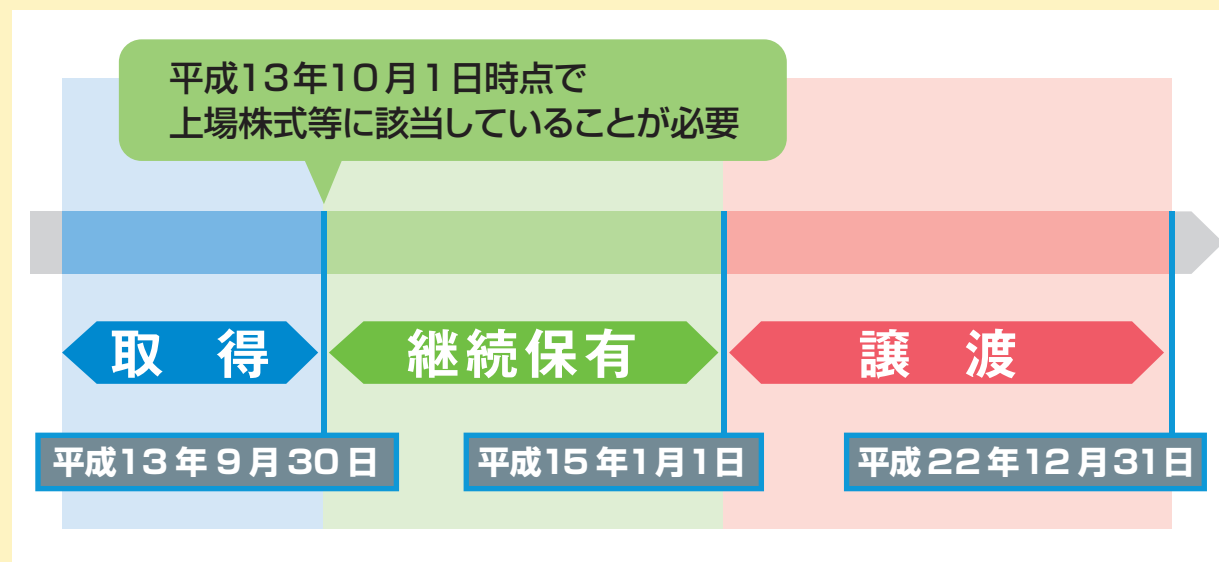 平成13年10月1日時点で
上場株式等に該当していることが必要
取 得
継続保有
譲 渡
平成13年9月30日
平成15年1月1日
平成22年12月31日